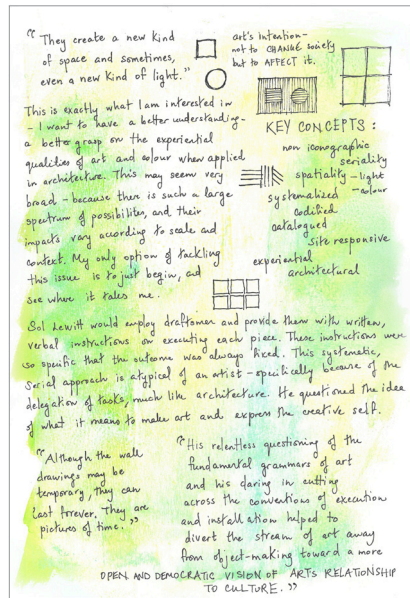 “ They create a new kind
of space and sometimes,
even a new kind of light.”
art's intention-
not to CHANGE society
but to AFFECT it.
This is exactly what I am interested in
- I want to have a better understanding-
a better grasp on the experiential
qualities of art and colour when applied
in architecture. This may seem very
broad - because there is such a large
spectrum of possibilites, and their
impacts vary according to scale and
context. My only option of tackling
this issue is to just begin, and
see where it takes me.
KEY CONCEPTS :
non iconographic
seriality
spatiality - light
- colour
systematized
codified
catalogued
site responsive
experiential
architectural
Sol Lewitt would employ draftsmen and provide them with written,
verbal instructions on executing each piece. These instructions were
so specific that the outcome was always fixed. This systematic,
serial approach is atypical of an artist - specifically because of the
delegation of tasks, much like architecture. He questioned the idea
of what it means to make art and express the creative self.
“Although the wall
drawings may be
temporary, they can
last forever. They are
pictures of time.”
“His relentless questioning of the
fundamental grammars of art
and his daring in cutting
across the conventions of execution
and installation helped to
divert the stream of art away
from object-making toward a more
OPEN AND DEMOCRATIC VISION OF ARTS RELATIONSHIP
TO CULTURE.”